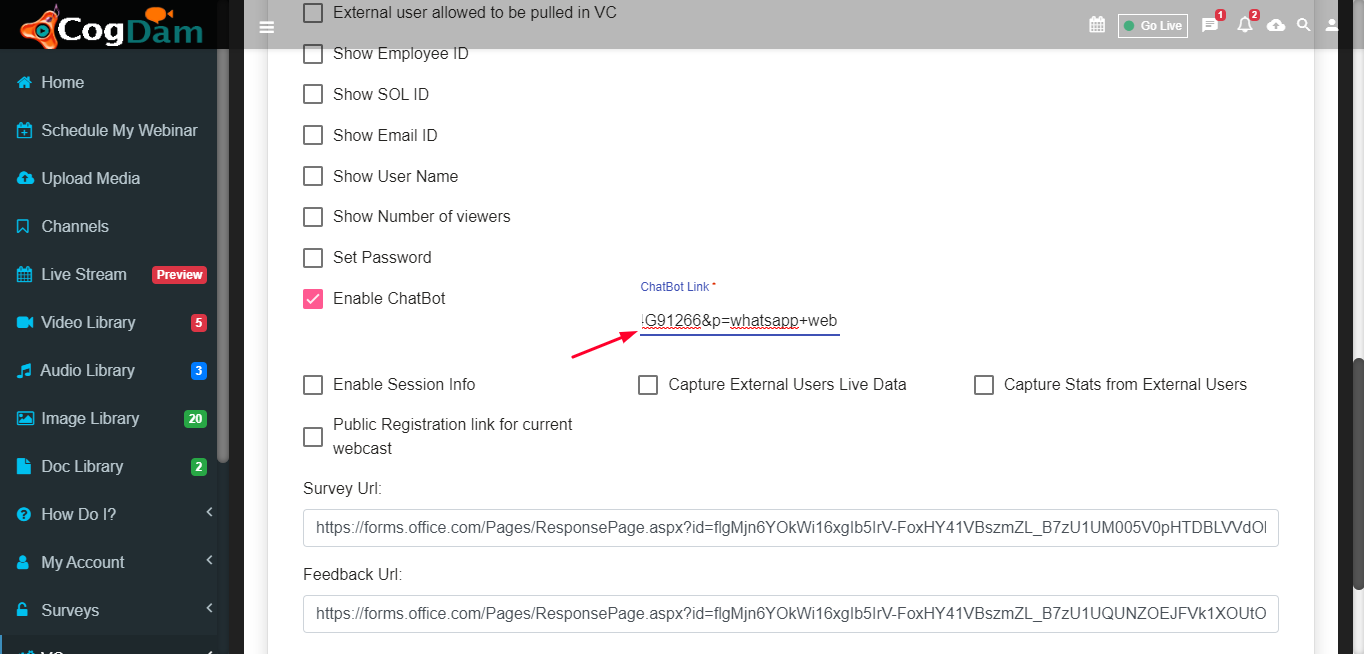 CogDam
Home
Schedule My Webinar
Upload Media
Channels
Live Stream Preview
Video Library 5
Audio Library 3
Image Library 20
Doc Library 2
How Do I?
My Account
Surveys
Go Live 1 2
External user allowed to be pulled in VC
Show Employee ID
Show SOL ID
Show Email ID
Show User Name
Show Number of viewers
Set Password
Enable ChatBot
ChatBot Link *
G91266&p=whatsapp+web
Enable Session Info
Capture External Users Live Data
Capture Stats from External Users
Public Registration link for current
webcast
Survey Url:
https://forms.office.com/Pages/ResponsePage.aspx?id=flgMjn6YOkWi16xgIb5IrV-FoxHY41VBszmZL_B7zU1UM005V0pHTDBLVVdO
Feedback Url:
https://forms.office.com/Pages/ResponsePage.aspx?id=flgMjn6YOkWi16xgIb5IrV-FoxHY41VBszmZL_B7zU1UQUNZOEJFVk1XOUtO